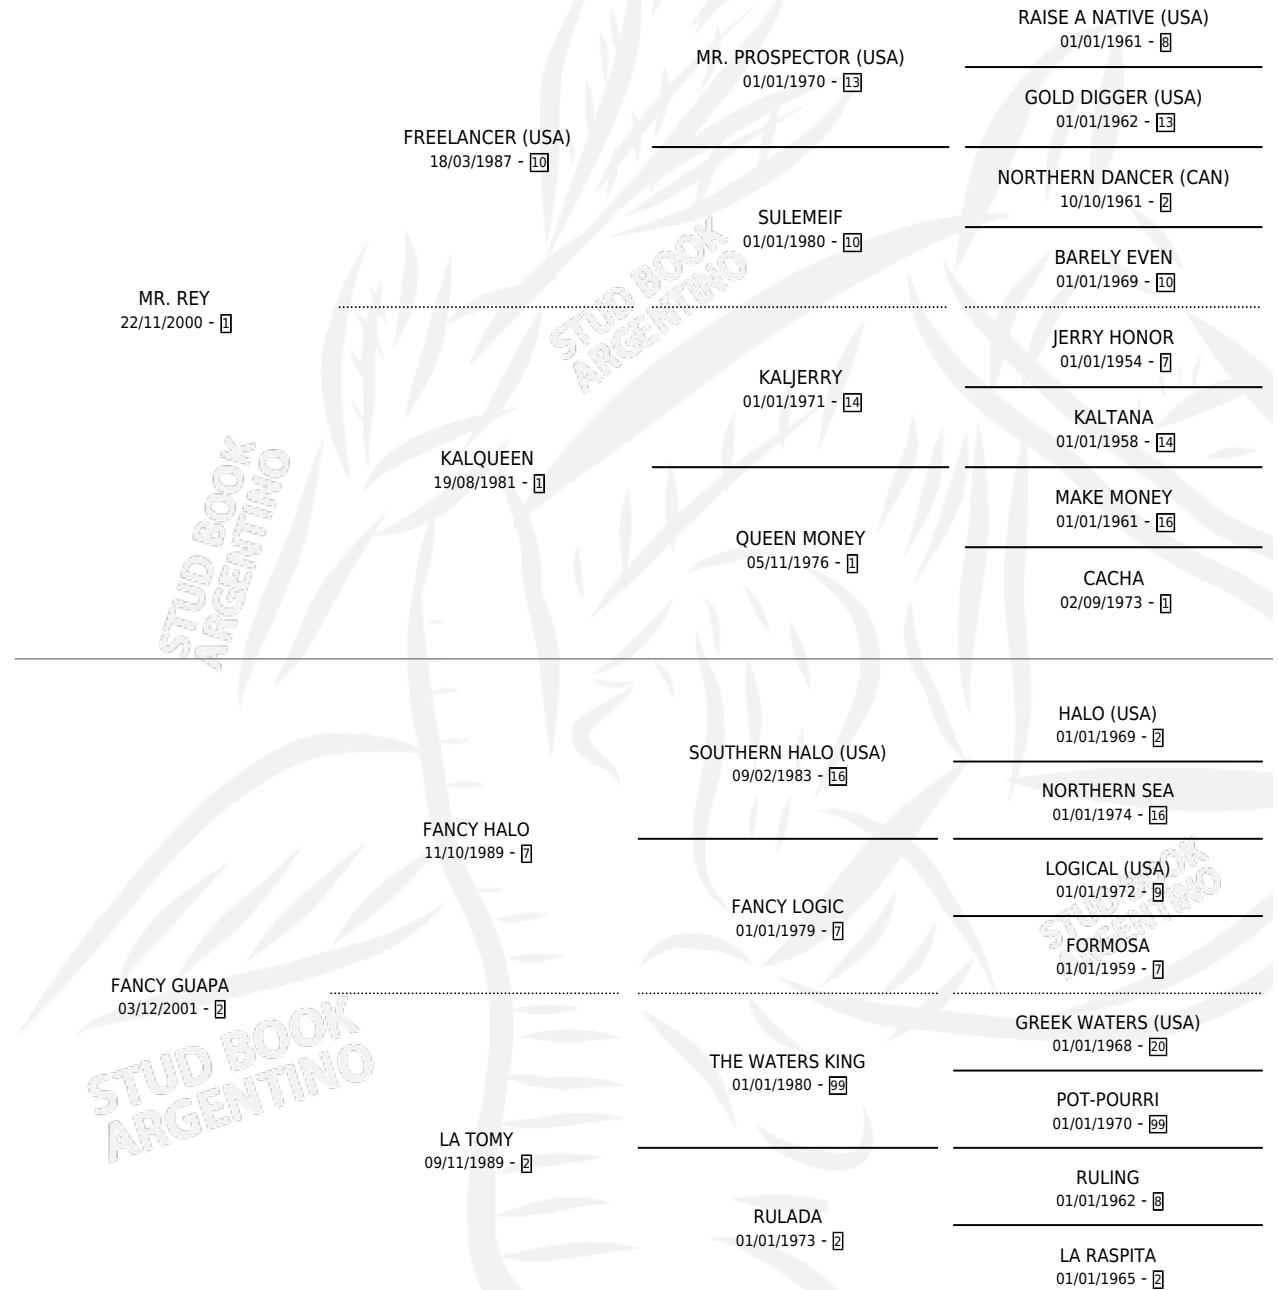 RAISE A NATIVE (USA)
01/01/1961 - 8
MR. PROSPECTOR (USA)
01/01/1970 - 13
GOLD DIGGER (USA)
01/01/1962 - 13
FREELANCER (USA)
18/03/1987 - 10
NORTHERN DANCER (CAN)
10/10/1961 - 2
SULEMEIF
01/01/1980 - 10
BARELY EVEN
01/01/1969 - 10
MR. REY
22/11/2000 - 1
JERRY HONOR
01/01/1954 - 7
KALJERRY
01/01/1971 - 14
KALTANA
01/01/1958 - 14
KALQUEEN
19/08/1981 - 1
MAKE MONEY
01/01/1961 - 16
QUEEN MONEY
05/11/1976 - 1
CACHA
02/09/1973 - 1
HALO (USA)
01/01/1969 - 2
SOUTHERN HALO (USA)
09/02/1983 - 16
NORTHERN SEA
01/01/1974 - 16
FANCY HALO
11/10/1989 - 7
LOGICAL (USA)
01/01/1972 - 9
FANCY LOGIC
01/01/1979 - 7
FORMOSA
01/01/1959 - 7
FANCY GUAPA
03/12/2001 - 2
GREEK WATERS (USA)
01/01/1968 - 20
THE WATERS KING
01/01/1980 - 99
POT-POURRI
01/01/1970 - 99
LA TOMY
09/11/1989 - 2
RULING
01/01/1962 - 8
RULADA
01/01/1973 - 2
LA RASPITA
01/01/1965 - 2
STUD BOOK
ARGENTINO
STUD BOOK
ARGENTINO
STUD BOOK
ARGENTINO
STUD BOOK
ARGENTINO